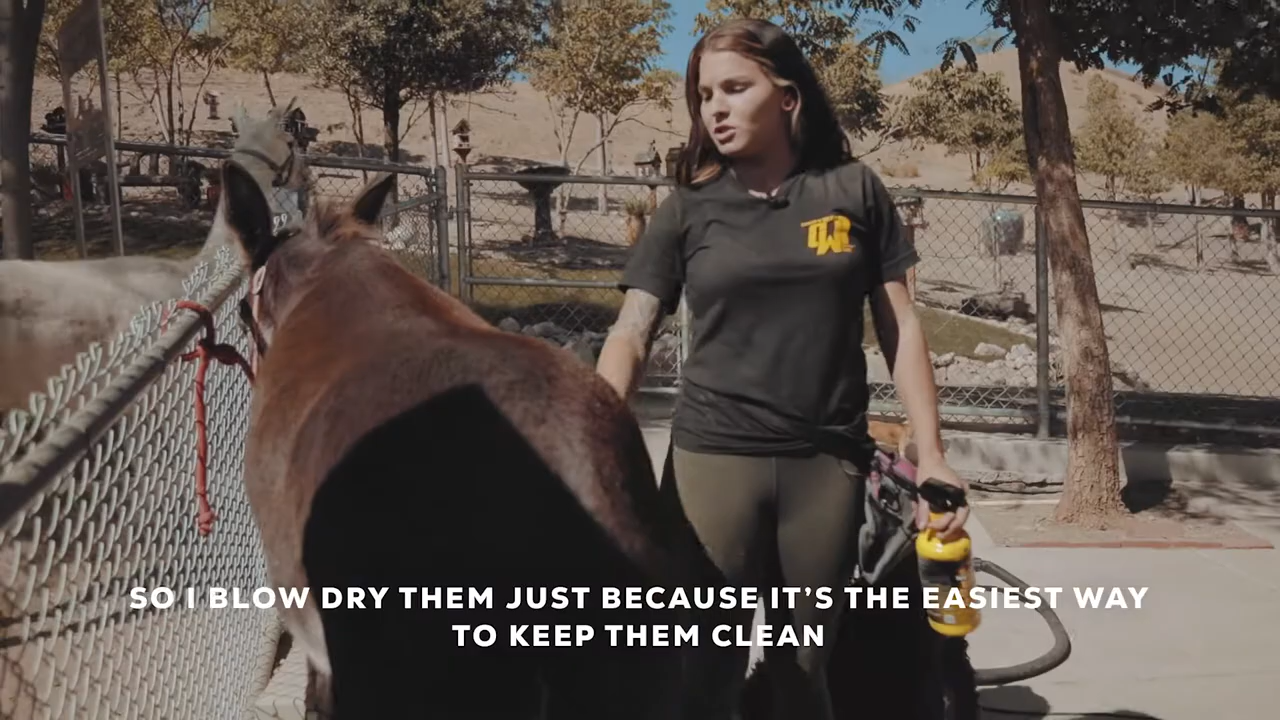 SO I BLOW DRY THEM JUST BECAUSE IT'S THE EASIEST WAY
TO KEEP THEM CLEAN